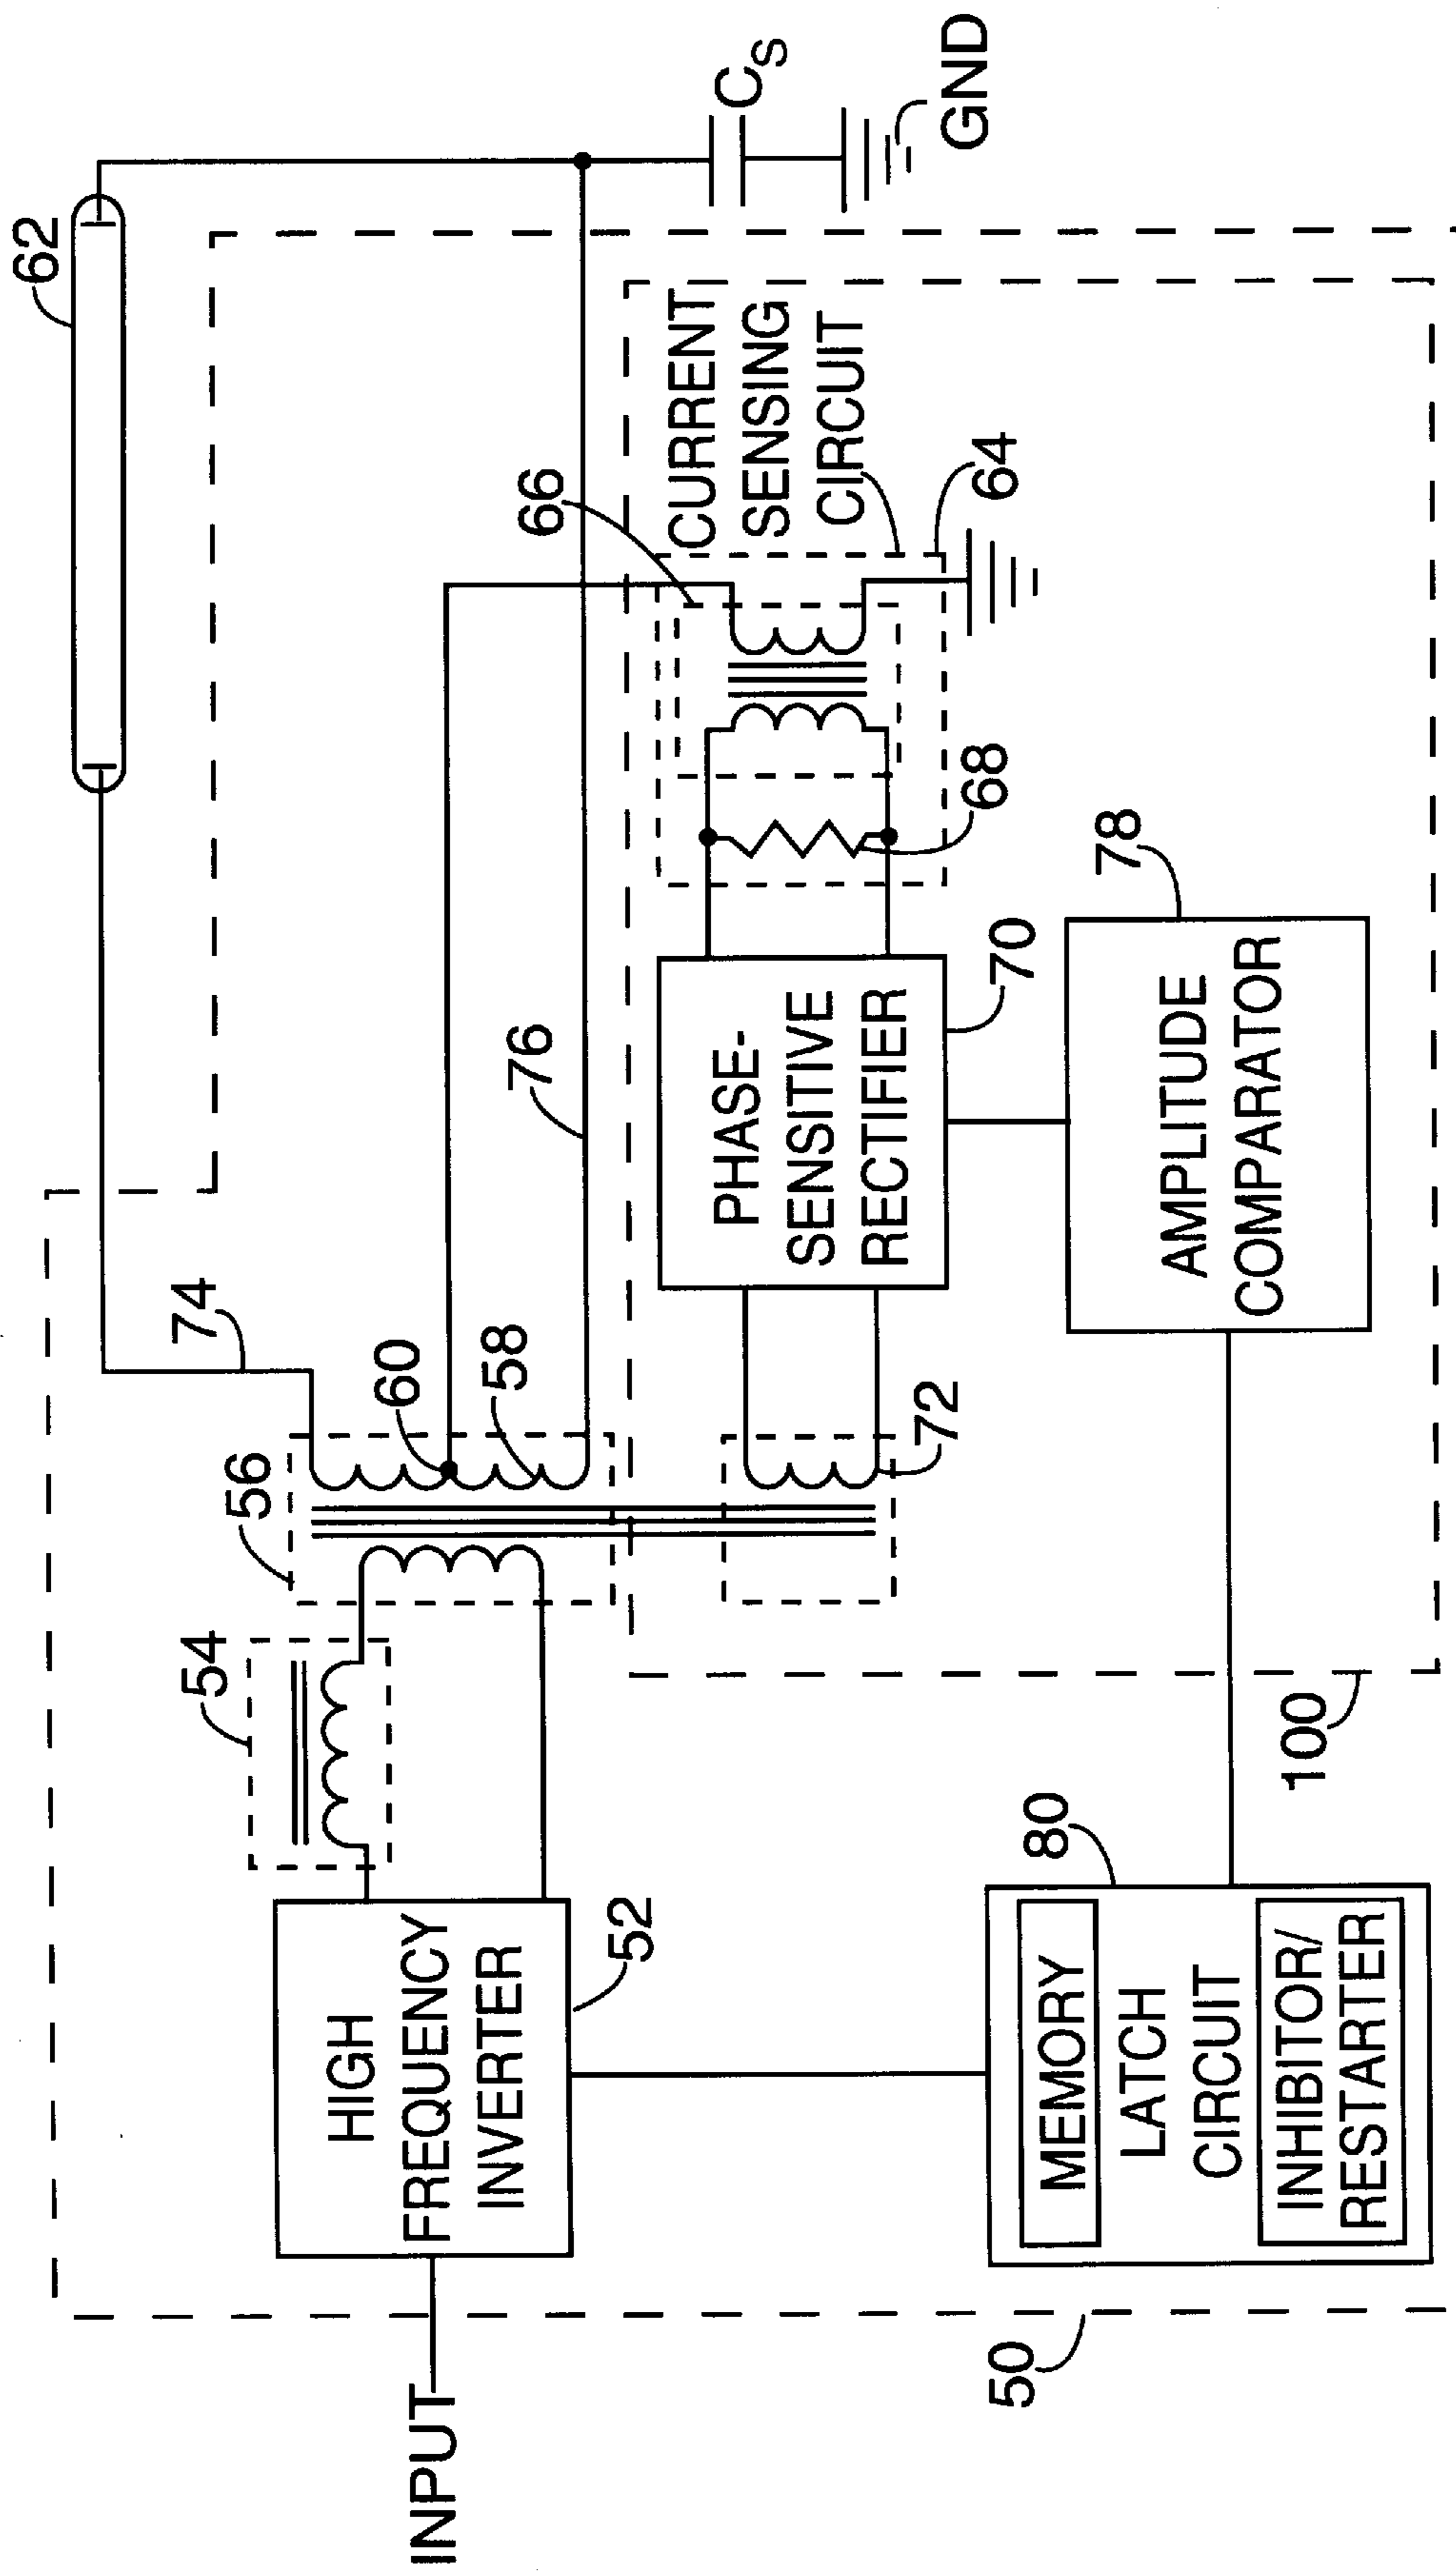 62
74
54
56
60
58
76
66
C_S
GND
INPUT
HIGH
FREQUENCY
INVERTER
52
CURRENT
SENSING
CIRCUIT
64
68
PHASE-
SENSITIVE
RECTIFIER
70
72
AMPLITUDE
COMPARATOR
78
100
80
MEMORY
LATCH
CIRCUIT
INHIBITOR/
RESTARTER
50